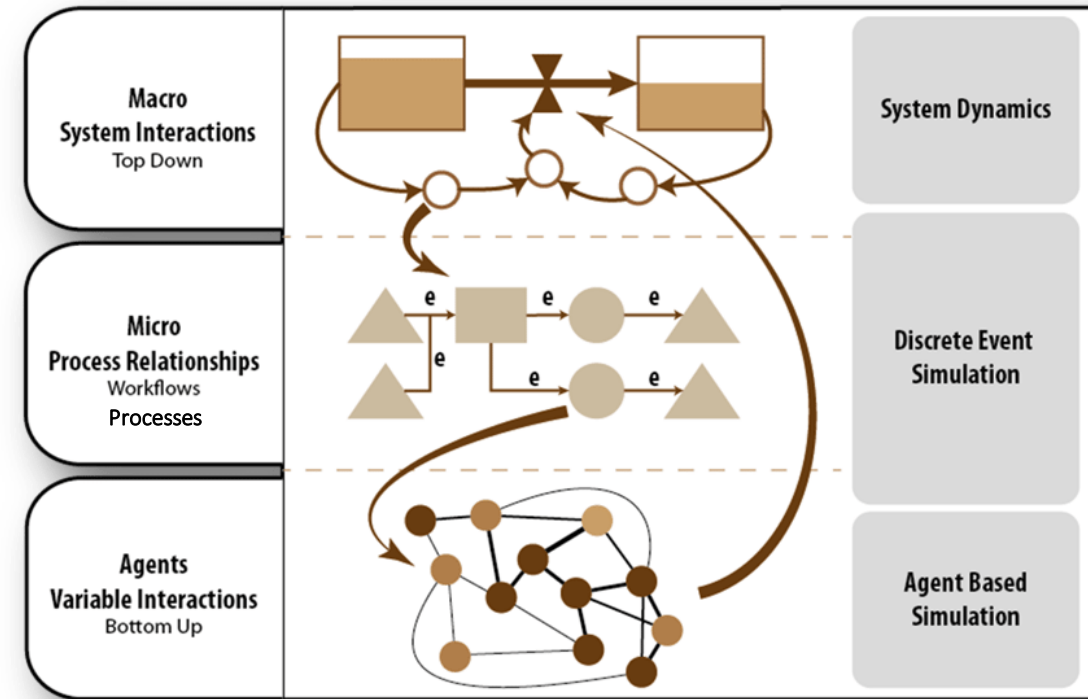 Macro
System Interactions
Top Down
System Dynamics
Micro
Process Relationships
Workflows
Processes
e
e
e
e
e
e
Discrete Event
Simulation
Agents
Variable Interactions
Bottom Up
Agent Based
Simulation